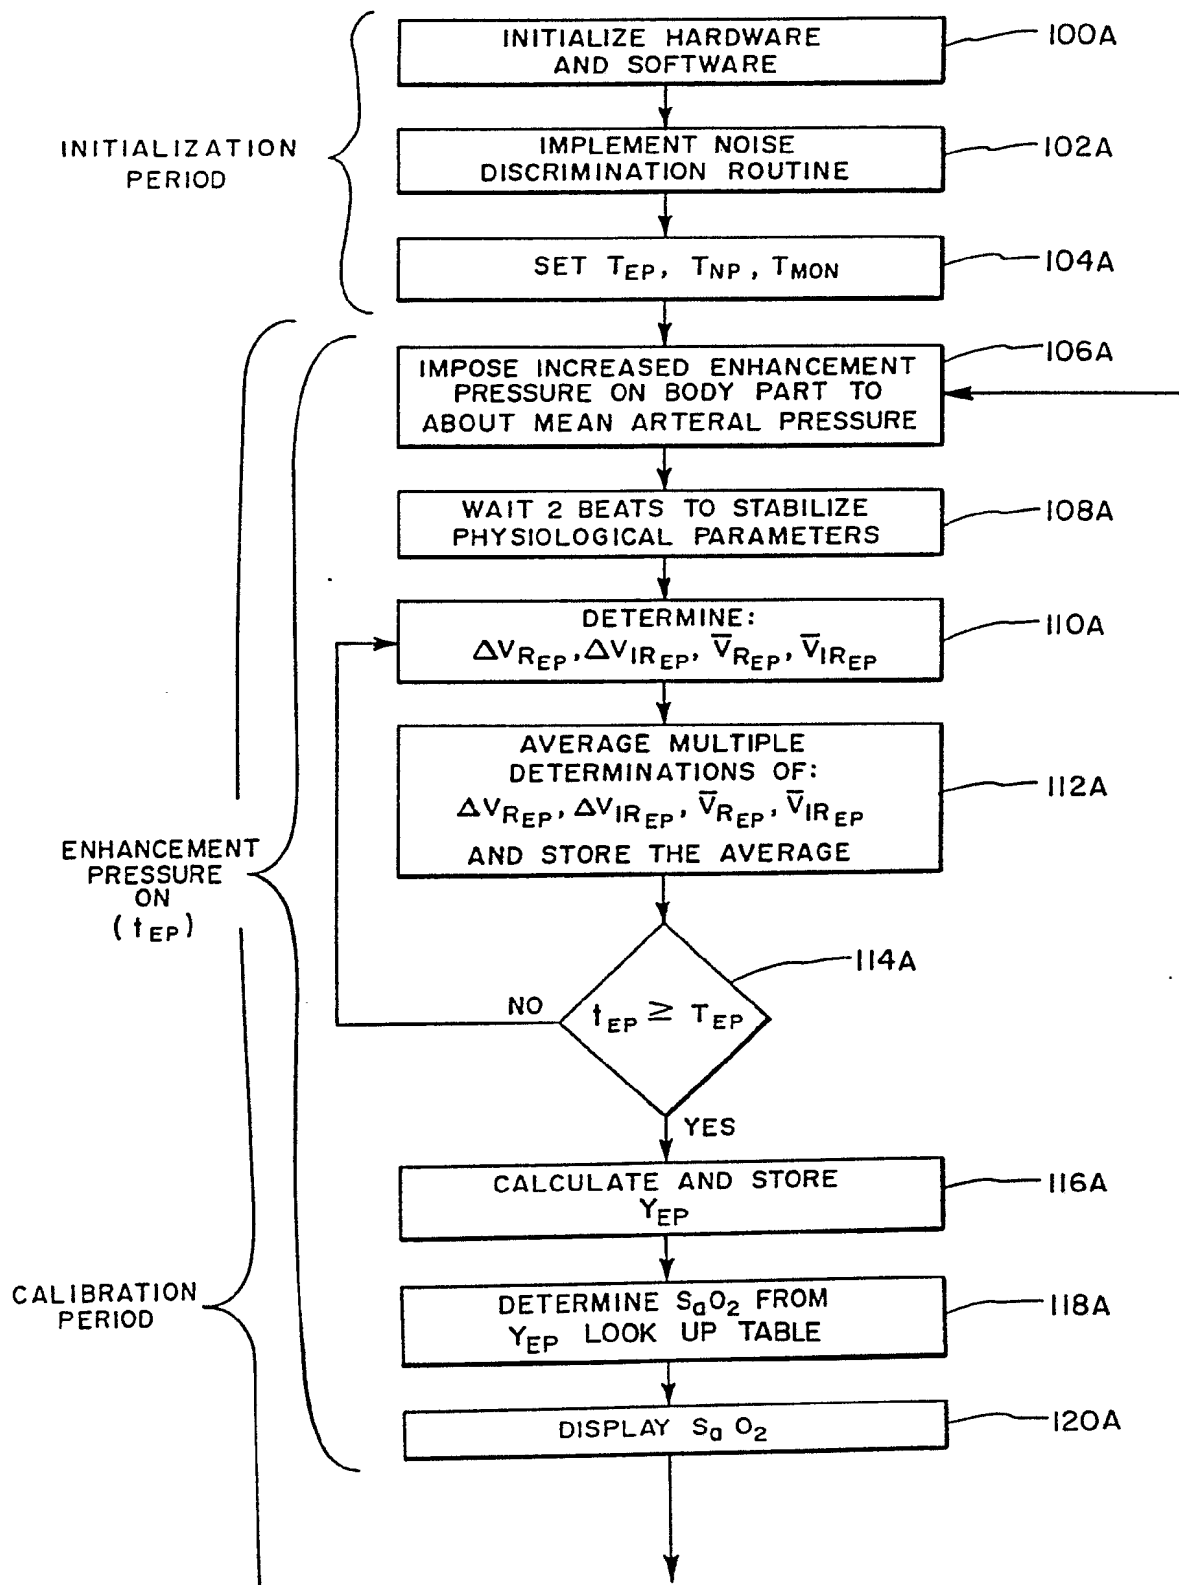 INITIALIZE HARDWARE
AND SOFTWARE
100A
INITIALIZATION
PERIOD
IMPLEMENT NOISE
DISCRIMINATION ROUTINE
102A
SET T_EP, T_NP, T_MON
104A
IMPOSE INCREASED ENHANCEMENT
PRESSURE ON BODY PART TO
ABOUT MEAN ARTERAL PRESSURE
106A
WAIT 2 BEATS TO STABILIZE
PHYSIOLOGICAL PARAMETERS
108A
DETERMINE:
ΔV_R_EP, ΔV_IR_EP, V̅_R_EP, V̅_IR_EP
110A
AVERAGE MULTIPLE
DETERMINATIONS OF:
ΔV_R_EP, ΔV_IR_EP, V̅_R_EP, V̅_IR_EP
AND STORE THE AVERAGE
112A
ENHANCEMENT
PRESSURE
ON
(t_EP)
t_EP ≥ T_EP
114A
NO
YES
CALCULATE AND STORE
Y_EP
116A
CALIBRATION
PERIOD
DETERMINE SaO2 FROM
Y_EP LOOK UP TABLE
118A
DISPLAY SaO2
120A